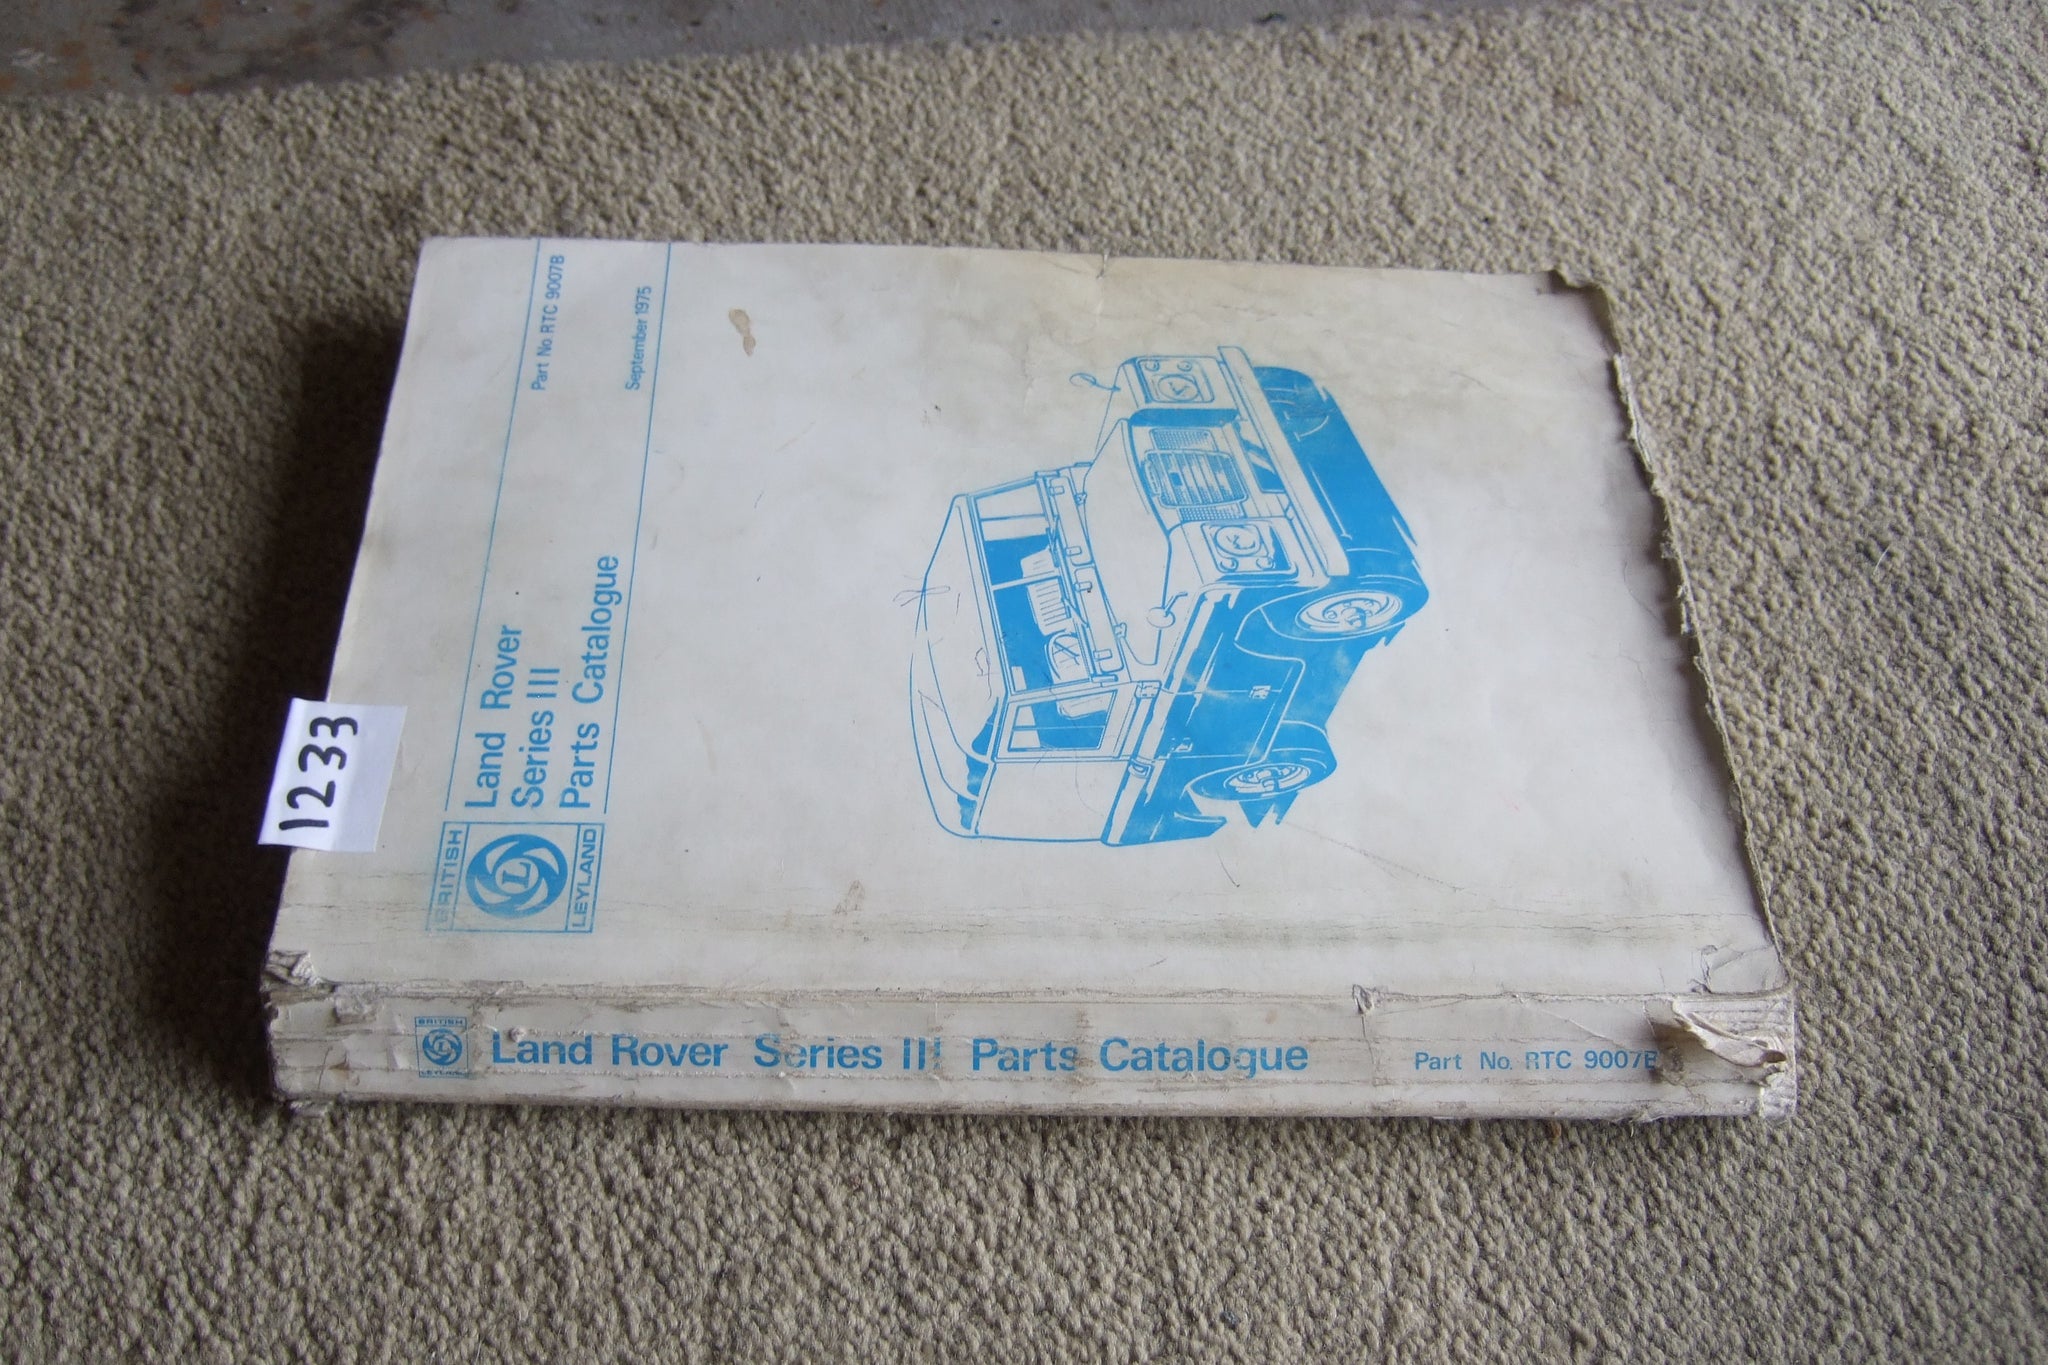 1233
BRITISH
L
LEYLAND
Land Rover
Series III
Parts Catalogue
Part No. RTC 9007B
September 1975
BRITISH
L
LEYLAND
Land Rover Series III Parts Catalogue
Part No. RTC 9007B